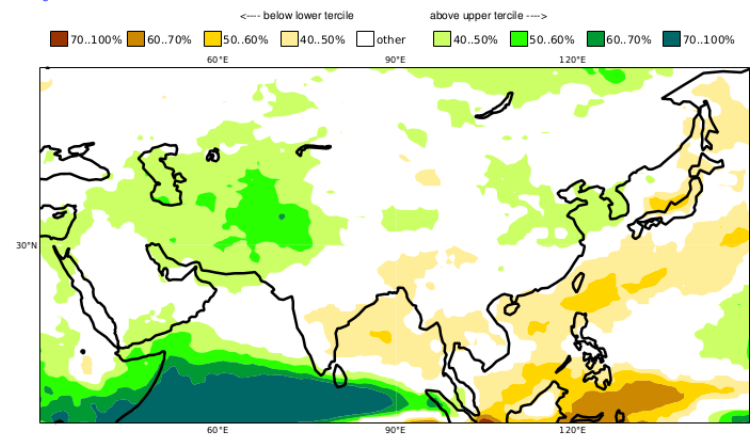 <---- below lower tercile above upper tercile ---->
70..100% 60..70% 50..60% 40..50% other 40..50% 50..60% 60..70% 70..100%
60°E 90°E 120°E
30°N
60°E 90°E 120°E